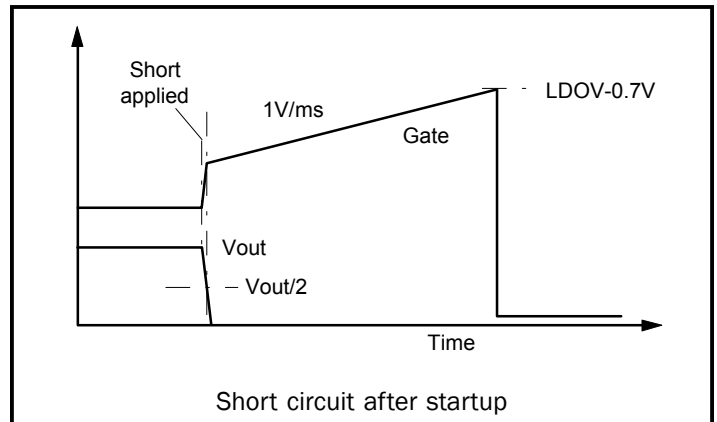 Short
applied
1V/ms
LDOV-0.7V
Gate
Vout
Vout/2
Time
Short circuit after startup